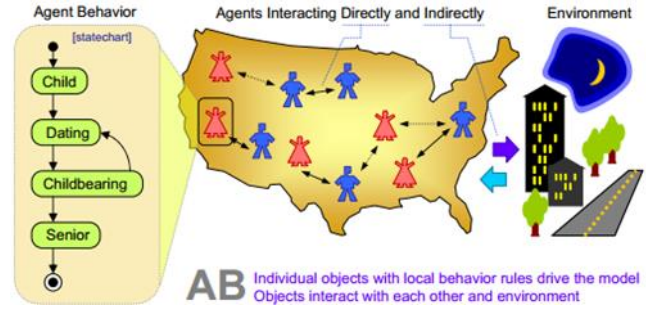 Agent Behavior
Agents Interacting Directly and Indirectly
Environment
[statechart]
Child
Dating
Childbearing
Senior
AB
Individual objects with local behavior rules drive the model
Objects interact with each other and environment